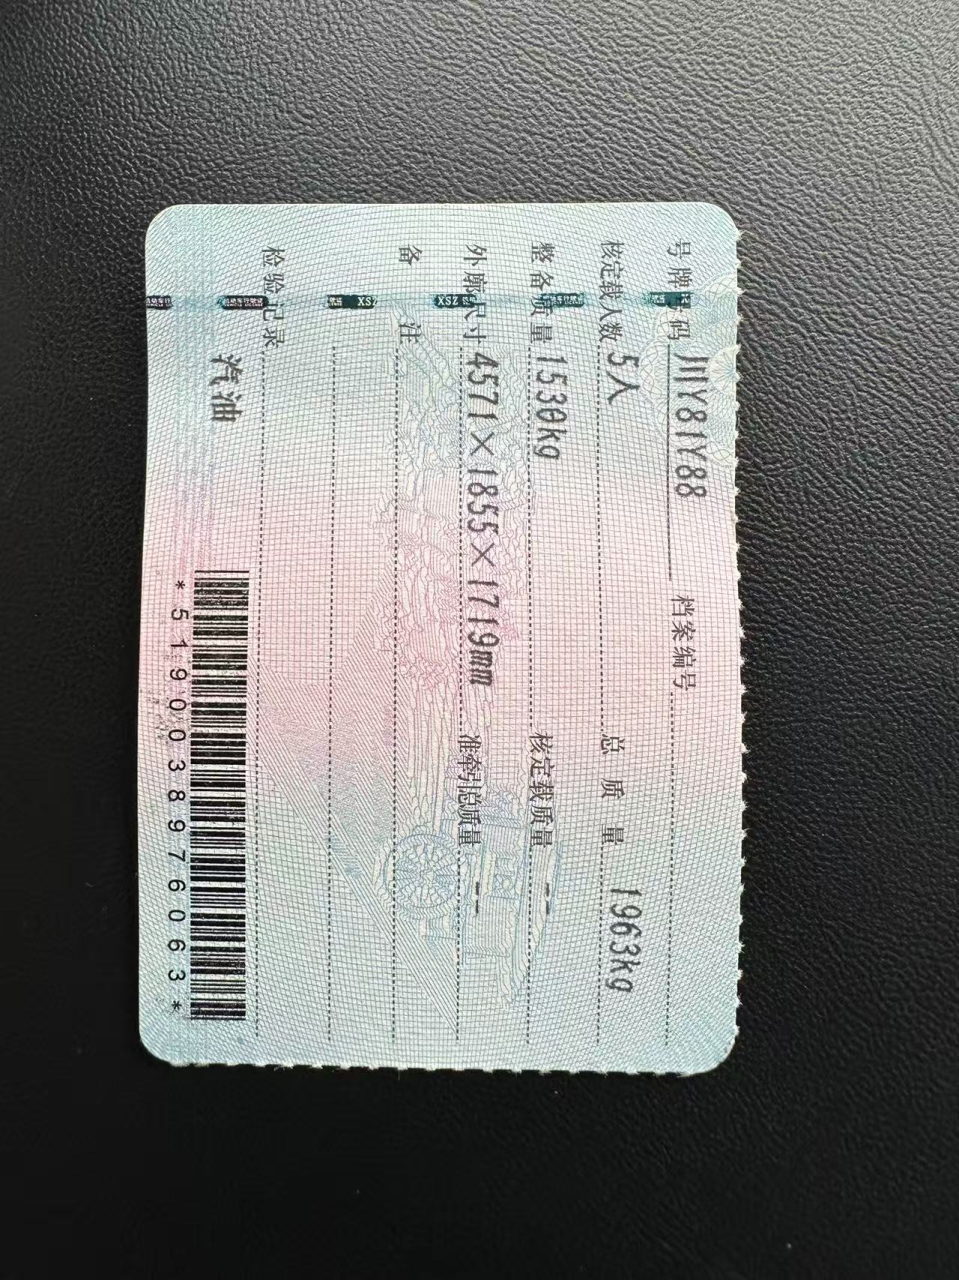 号牌号码 川Y81Y88 档案编号
核定载人数 5人 总质量 1963kg
整备质量 1530kg 核定载质量 --
外廓尺寸 4571×1855×1719mm 准牵引总质量 --
备注
检验记录
汽油
*5190038976063*